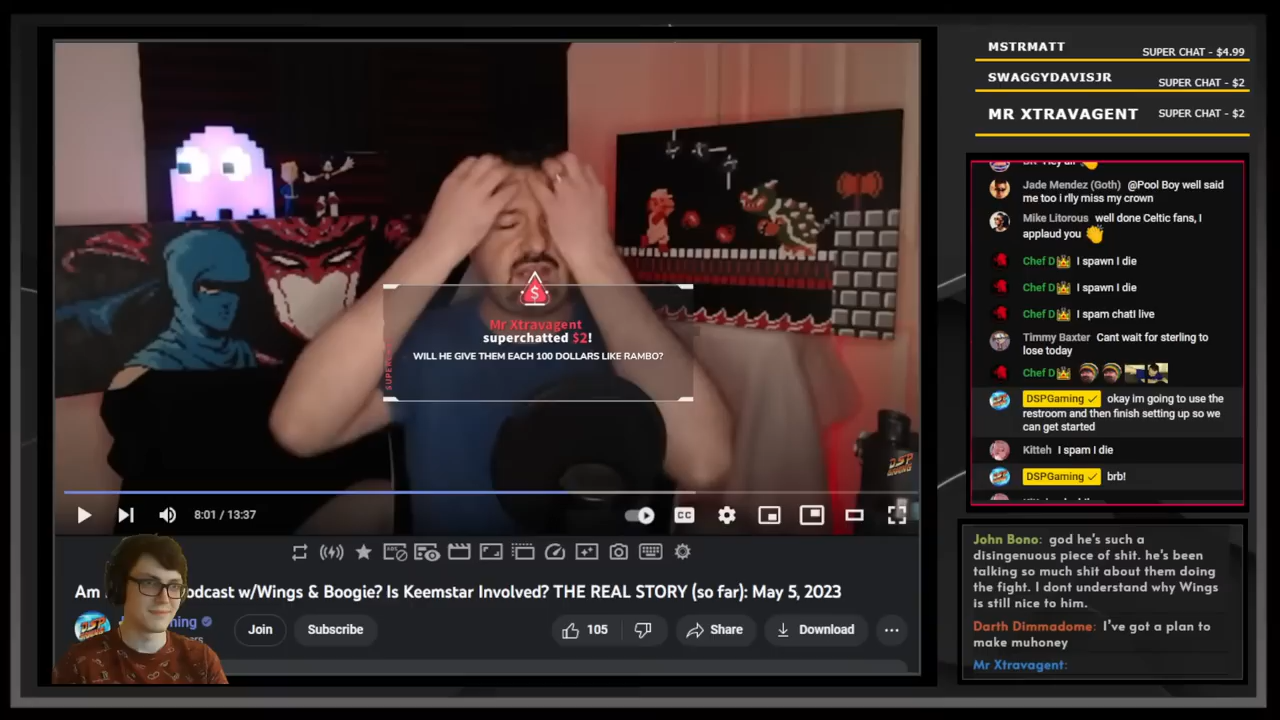 MSTRMATT
SUPER CHAT - $4.99
SWAGGYDAVISJR
SUPER CHAT - $2
MR XTRAVAGENT
SUPER CHAT - $2
Jade Mendez (Goth) @Pool Boy well said
me too I rlly miss my crown
Mike Litorous well done Celtic fans, I
applaud you 👏
Chef D👑 I spawn I die
Chef D👑 I spawn I die
Chef D👑 I spam chatI live
Timmy Baxter Cant wait for sterling to
lose today
Chef D👑
DSPGaming ✓ okay im going to use the
restroom and then finish setting up so we
can get started
Kitteh I spam I die
DSPGaming ✓ brb!
$
Mr Xtravagent
superchatted $2!
WILL HE GIVE THEM EACH 100 DOLLARS LIKE RAMBO?
DSP
GAMING
8:01 / 13:37
CC
Am odcast w/Wings & Boogie? Is Keemstar Involved? THE REAL STORY (so far): May 5, 2023
Join
Subscribe
105
Share
Download
John Bono: god he's such a
disingenuous piece of shit. he's been
talking so much shit about them doing
the fight. I dont understand why Wings
is still nice to him.
Darth Dimmadome: I've got a plan to
make muhoney
Mr Xtravagent: